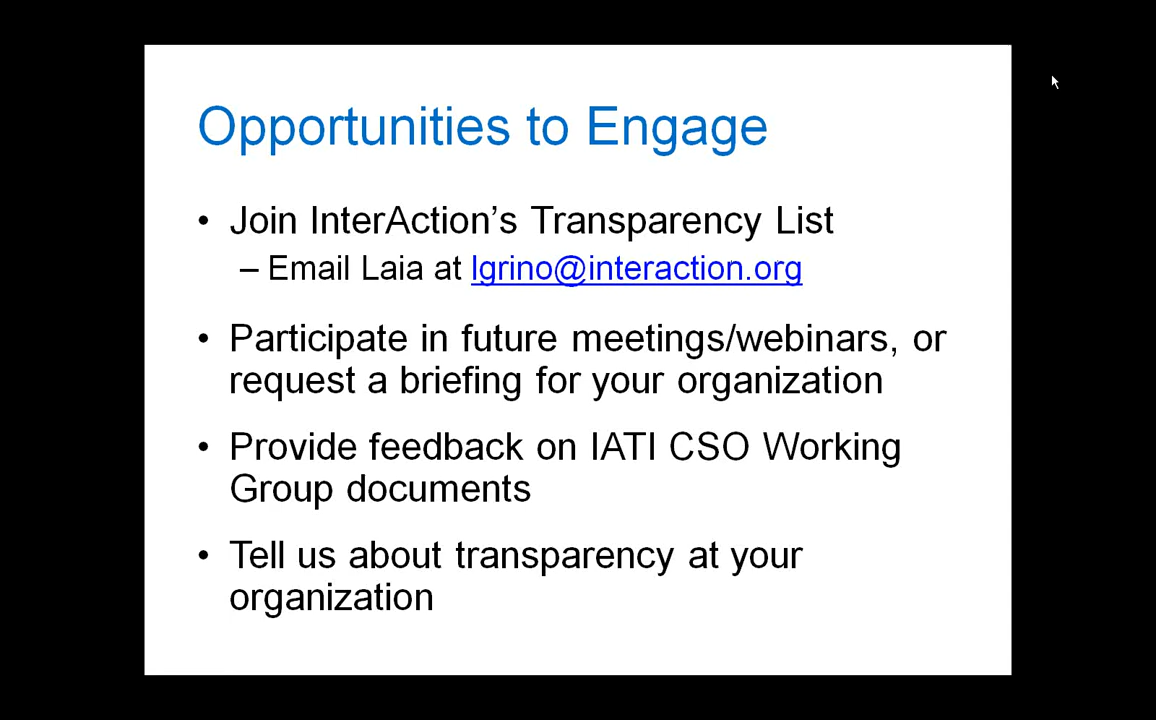 Opportunities to Engage
• Join InterAction's Transparency List
– Email Laia at lgrino@interaction.org
• Participate in future meetings/webinars, or
request a briefing for your organization
• Provide feedback on IATI CSO Working
Group documents
• Tell us about transparency at your
organization